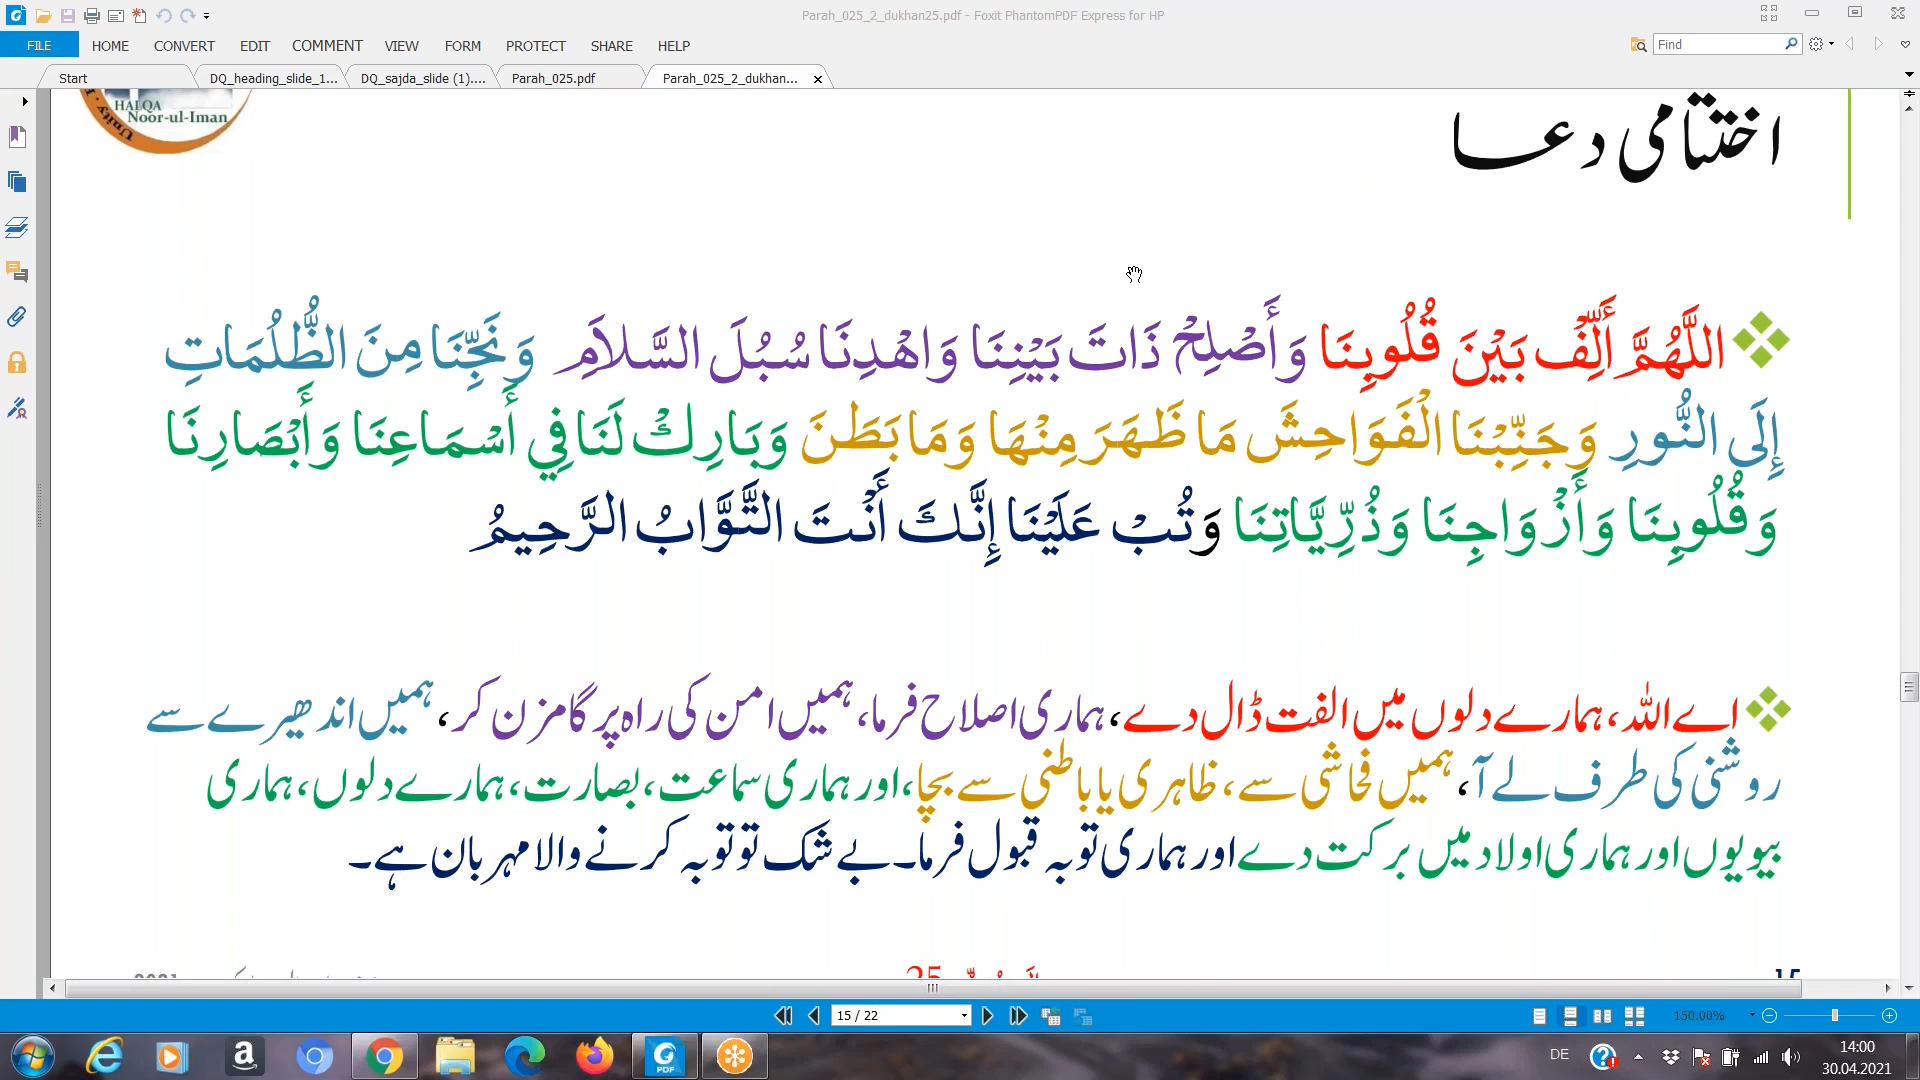 Parah_025_2_dukhan25.pdf - Foxit PhantomPDF Express for HP
FILE HOME CONVERT EDIT COMMENT VIEW FORM PROTECT SHARE HELP
Find
Start
DQ_heading_slide_1...
DQ_sajda_slide (1)....
Parah_025.pdf
Parah_025_2_dukhan...
HALQA
Noor-ul-Iman
اختتامی دعا
اللَّهُمَّ أَلِّفْ بَيْنَ قُلُوبِنَا وَأَصْلِحْ ذَاتَ بَيْنِنَا وَاهْدِنَا سُبُلَ السَّلاَمِ وَنَجِّنَا مِنَ الظُّلُمَاتِ
إِلَى النُّورِ وَجَنِّبْنَا الْفَوَاحِشَ مَا ظَهَرَ مِنْهَا وَمَا بَطَنَ وَبَارِكْ لَنَا فِي أَسْمَاعِنَا وَأَبْصَارِنَا
وَقُلُوبِنَا وَأَزْوَاجِنَا وَذُرِّيَّاتِنَا وَتُبْ عَلَيْنَا إِنَّكَ أَنْتَ التَّوَّابُ الرَّحِيمُ
اے اللہ، ہمارے دلوں میں الفت ڈال دے، ہماری اصلاح فرما، ہمیں امن کی راہ پر گامزن کر، ہمیں اندھیرے سے
روشنی کی طرف لے آ، ہمیں فحاشی سے، ظاہری یا باطنی سے بچا، اور ہماری سماعت، بصارت، ہمارے دلوں، ہماری
بیویوں اور ہماری اولاد میں برکت دے اور ہماری توبہ قبول فرما۔ بے شک تو توبہ کرنے والا مہربان ہے۔
15 / 22
150.00%
DE
14:00
30.04.2021